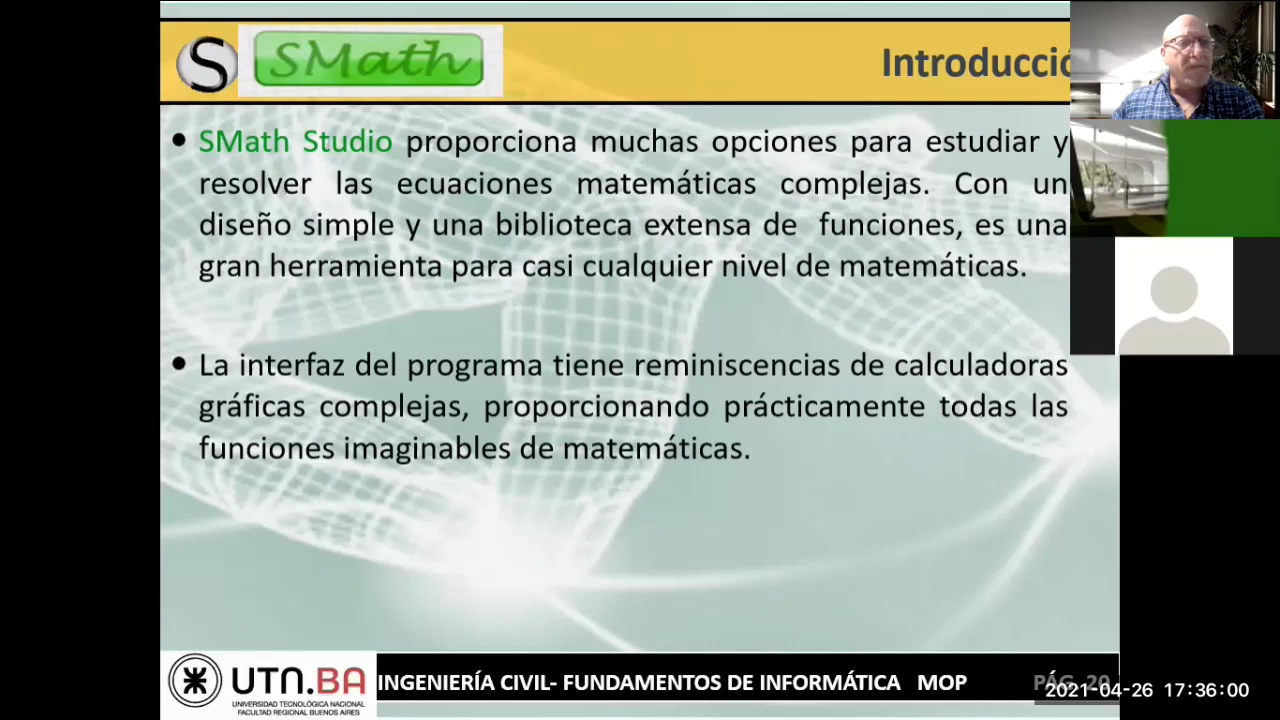 S
SMath
Introducció
• SMath Studio proporciona muchas opciones para estudiar y
resolver las ecuaciones matemáticas complejas. Con un
diseño simple y una biblioteca extensa de funciones, es una
gran herramienta para casi cualquier nivel de matemáticas.
• La interfaz del programa tiene reminiscencias de calculadoras
gráficas complejas, proporcionando prácticamente todas las
funciones imaginables de matemáticas.
UTN.BA
UNIVERSIDAD TECNOLÓGICA NACIONAL
FACULTAD REGIONAL BUENOS AIRES
INGENIERÍA CIVIL- FUNDAMENTOS DE INFORMÁTICA MOP
PÁG. 20
2021-04-26 17:36:00